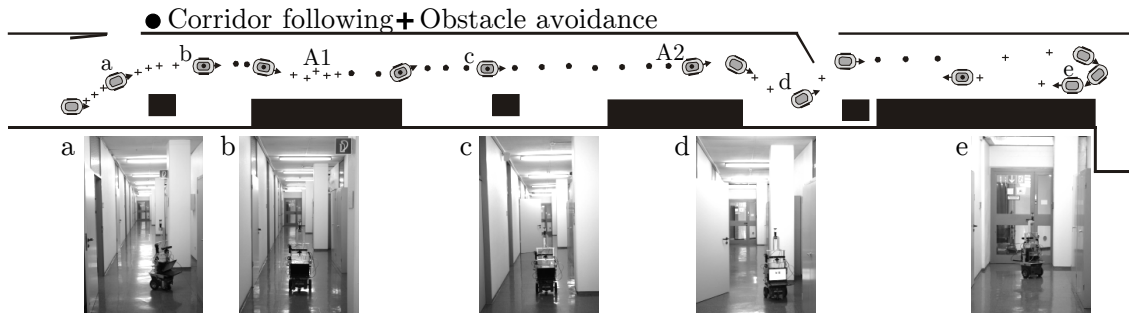 ● Corridor following + Obstacle avoidance
b A1 c A2
a d e
a b c d e